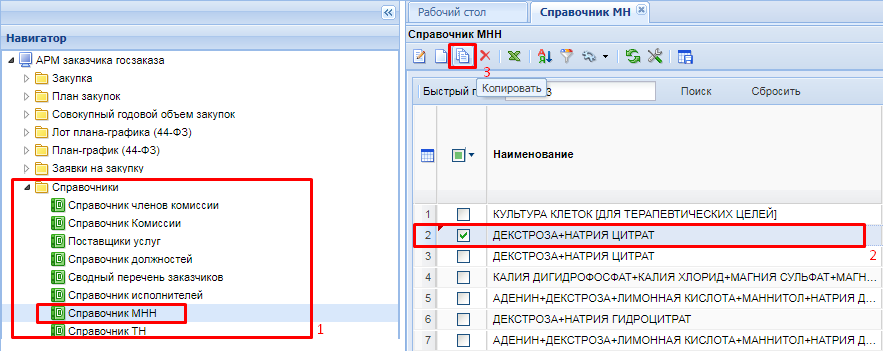 Рабочий стол
Справочник МН
Навигатор
АРМ заказчика госзаказа
Закупка
План закупок
Совокупный годовой объем закупок
Лот плана-графика (44-ФЗ)
План-график (44-ФЗ)
Заявки на закупку
Справочники
Справочник членов комиссии
Справочник Комиссии
Поставщики услуг
Справочник должностей
Сводный перечень заказчиков
Справочник исполнителей
Справочник МНН
Справочник ТН
1
Справочник МНН
3
Копировать
Быстрый п
3
Поиск
Сбросить
Наименование
1 КУЛЬТУРА КЛЕТОК [ДЛЯ ТЕРАПЕВТИЧЕСКИХ ЦЕЛЕЙ]
2 ДЕКСТРОЗА+НАТРИЯ ЦИТРАТ
2
3 ДЕКСТРОЗА+НАТРИЯ ЦИТРАТ
4 КАЛИЯ ДИГИДРОФОСФАТ+КАЛИЯ ХЛОРИД+МАГНИЯ СУЛЬФАТ+МАГН...
5 АДЕНИН+ДЕКСТРОЗА+ЛИМОННАЯ КИСЛОТА+МАННИТОЛ+НАТРИЯ Д...
6 ДЕКСТРОЗА+НАТРИЯ ГИДРОЦИТРАТ
7 АДЕНИН+ДЕКСТРОЗА+ЛИМОННАЯ КИСЛОТА+МАННИТОЛ+НАТРИЯ Д...